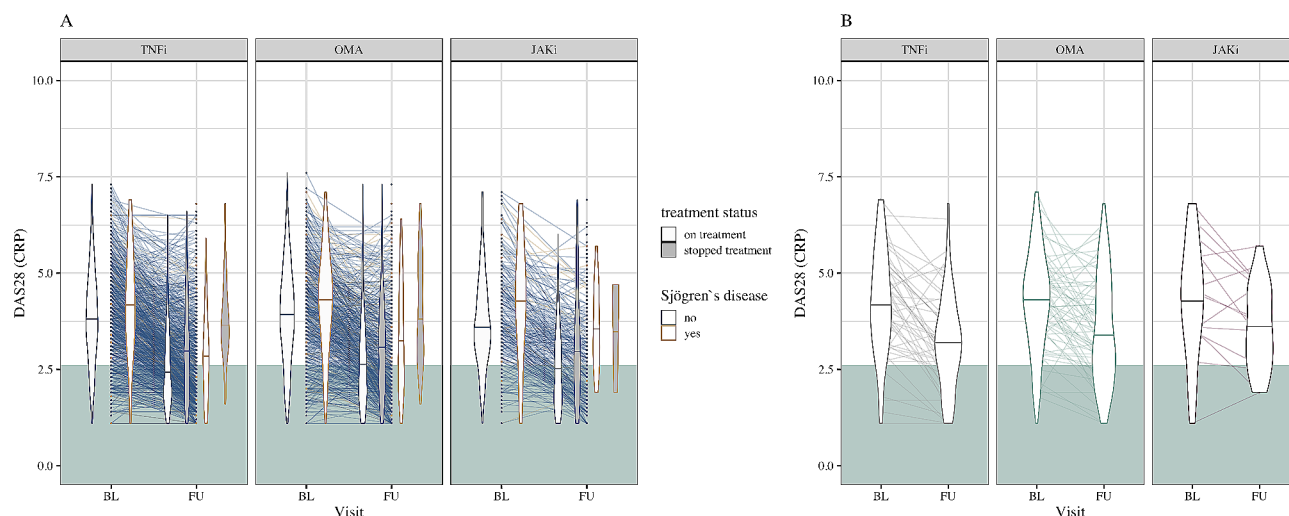 A
TNFi
OMA
JAKi
DAS28 (CRP)
10.0
7.5
5.0
2.5
0.0
BL
FU
BL
FU
BL
FU
Visit
treatment status
on treatment
stopped treatment
Sjögren`s disease
no
yes
B
TNFi
OMA
JAKi
DAS28 (CRP)
10.0
7.5
5.0
2.5
0.0
BL
FU
BL
FU
BL
FU
Visit